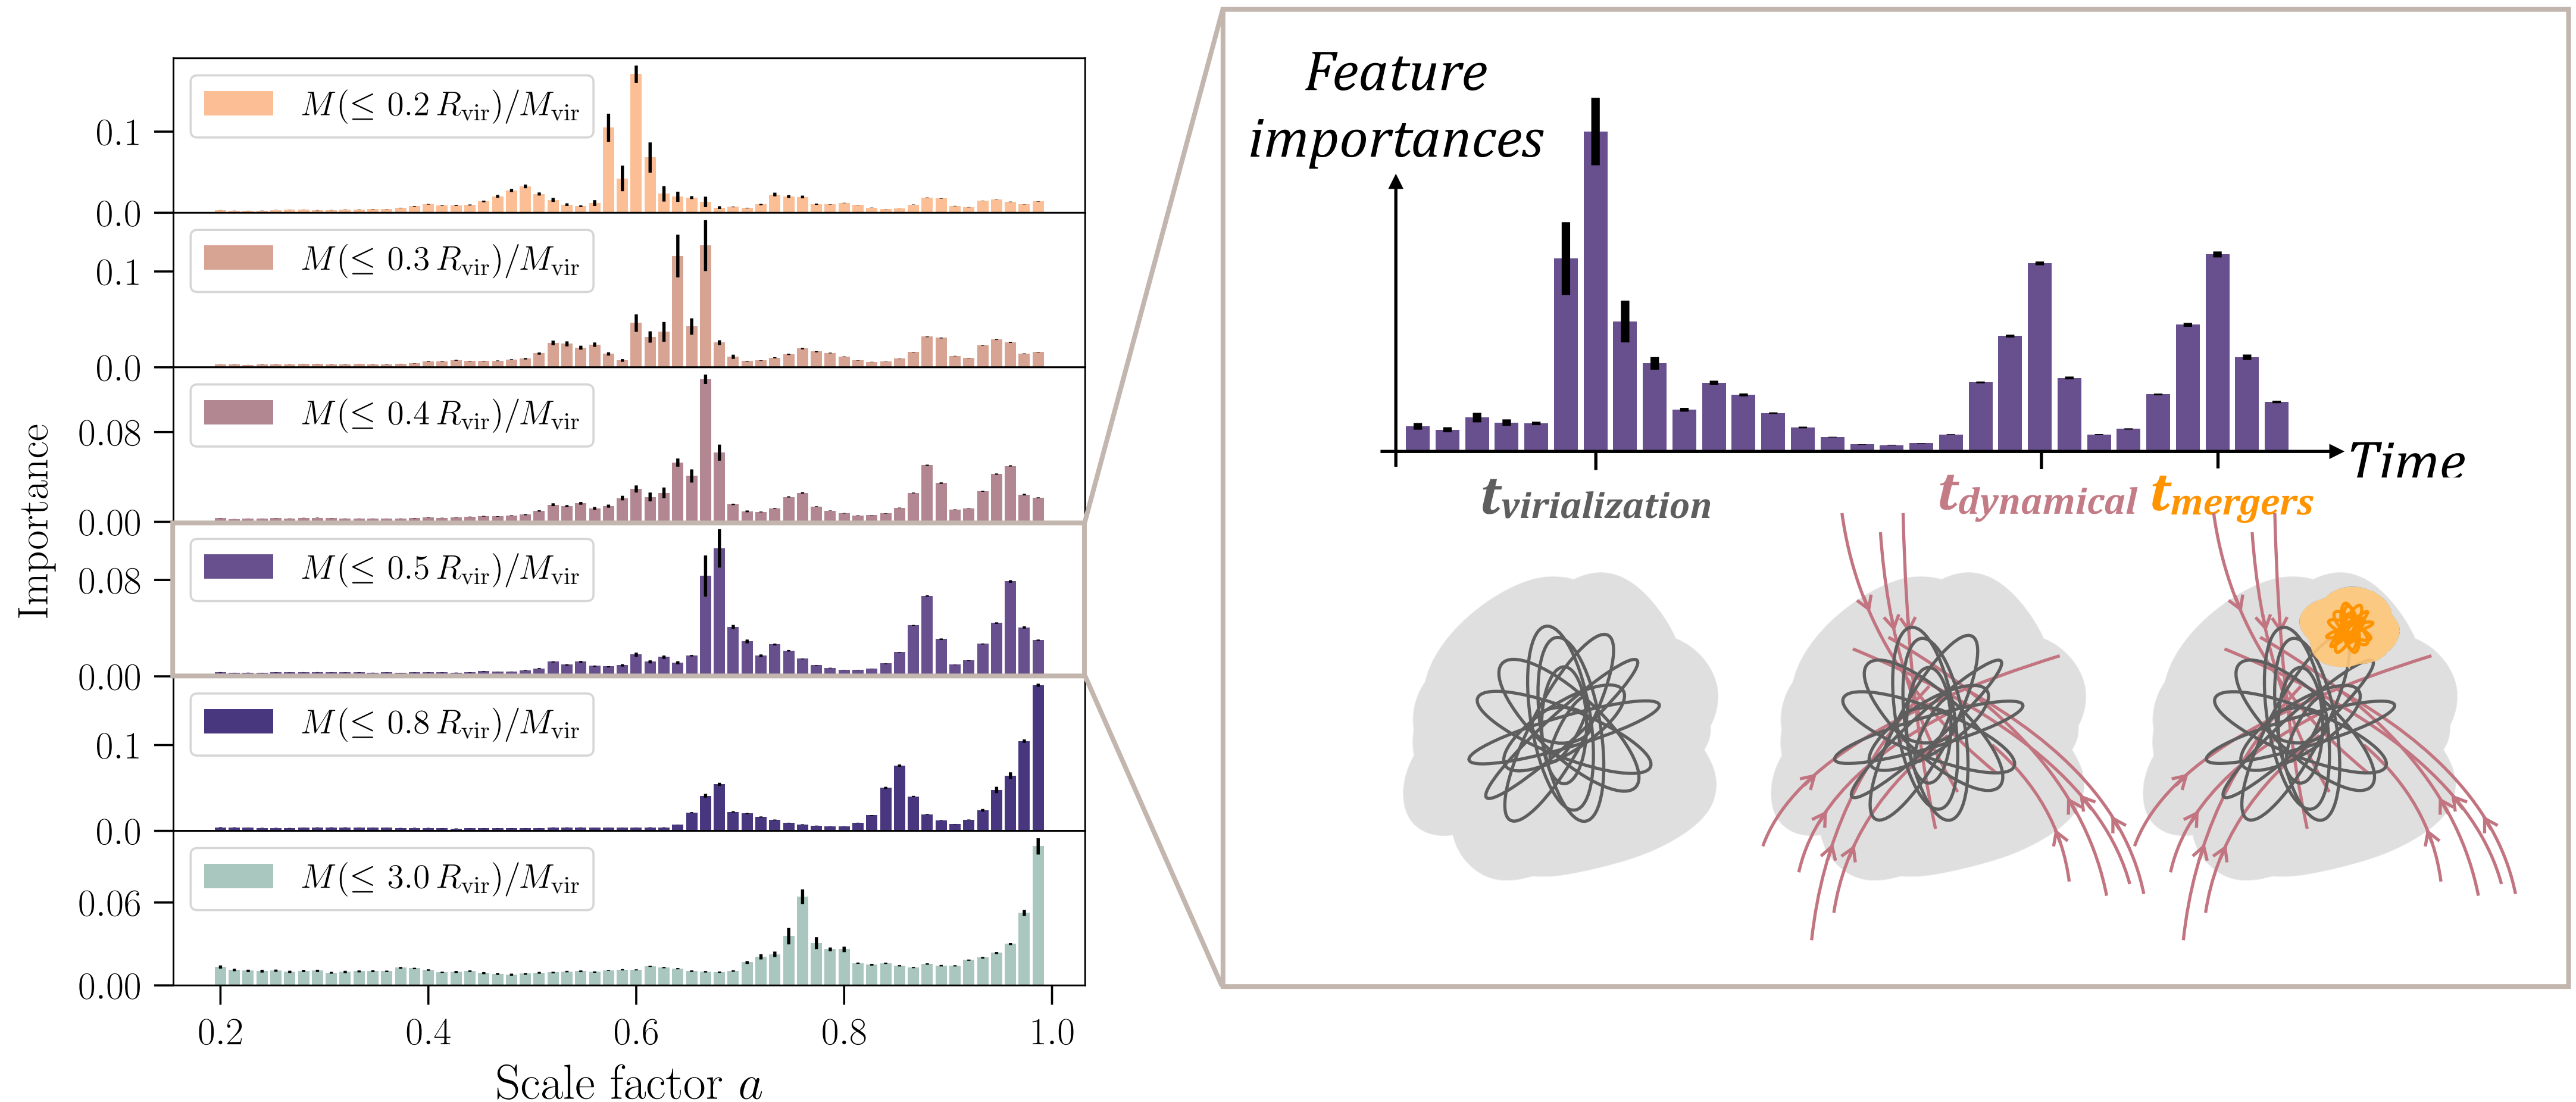 Importance
M(≤ 0.2 R_vir)/M_vir
0.1
0.0
M(≤ 0.3 R_vir)/M_vir
0.1
0.0
M(≤ 0.4 R_vir)/M_vir
0.08
0.00
M(≤ 0.5 R_vir)/M_vir
0.08
0.00
M(≤ 0.8 R_vir)/M_vir
0.1
0.0
M(≤ 3.0 R_vir)/M_vir
0.06
0.00
0.2 0.4 0.6 0.8 1.0
Scale factor a
Feature
importances
Time
t_virialization t_dynamical t_mergers